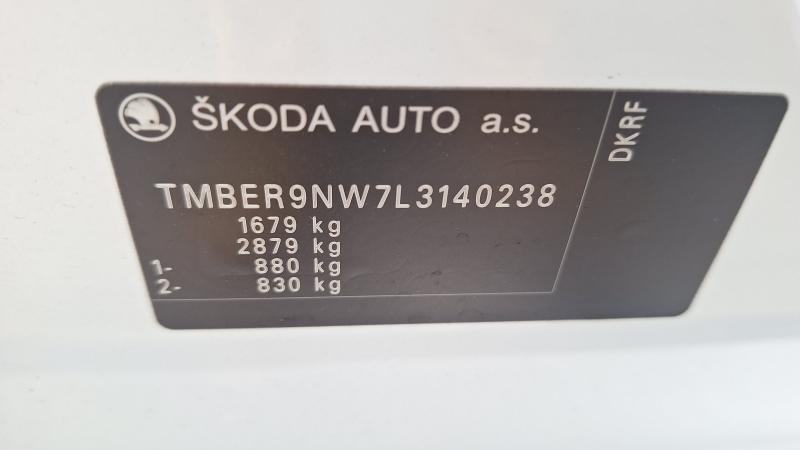 ŠKODA AUTO a.s.
DKRF
TMBER9NW7L3140238
1679 kg
2879 kg
1- 880 kg
2- 830 kg